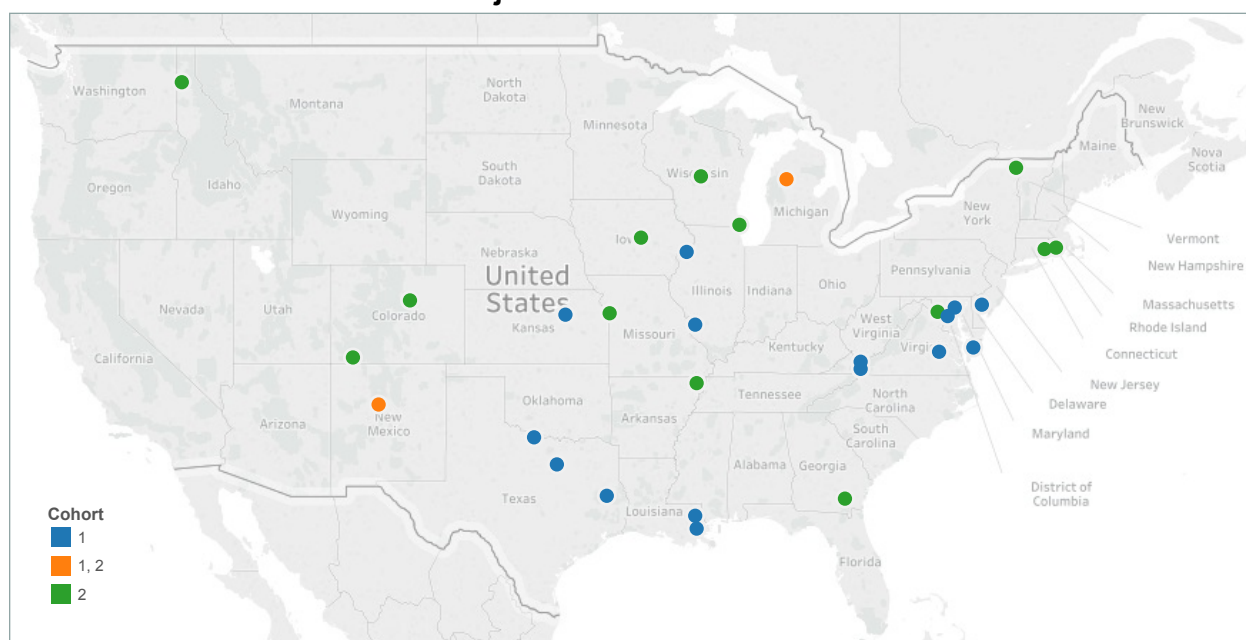 j
Washington
Montana
North
Dakota
Minnesota
New
Brunswick
Maine
Nova
Scotia
Oregon
Idaho
South
Dakota
Wyoming
Michigan
New
York
Vermont
New Hampshire
Massachusetts
Rhode Island
Connecticut
New Jersey
Delaware
Maryland
District of
Columbia
Nebraska
United
States
Nevada
Utah
Colorado
Kansas
California
Illinois
Indiana
Ohio
Pennsylvania
Missouri
West
Virginia
Kentucky
Arizona
New
Mexico
Oklahoma
Arkansas
Tennessee
North
Carolina
South
Carolina
Texas
Louisiana
Alabama
Georgia
Florida
Cohort
1
1, 2
2